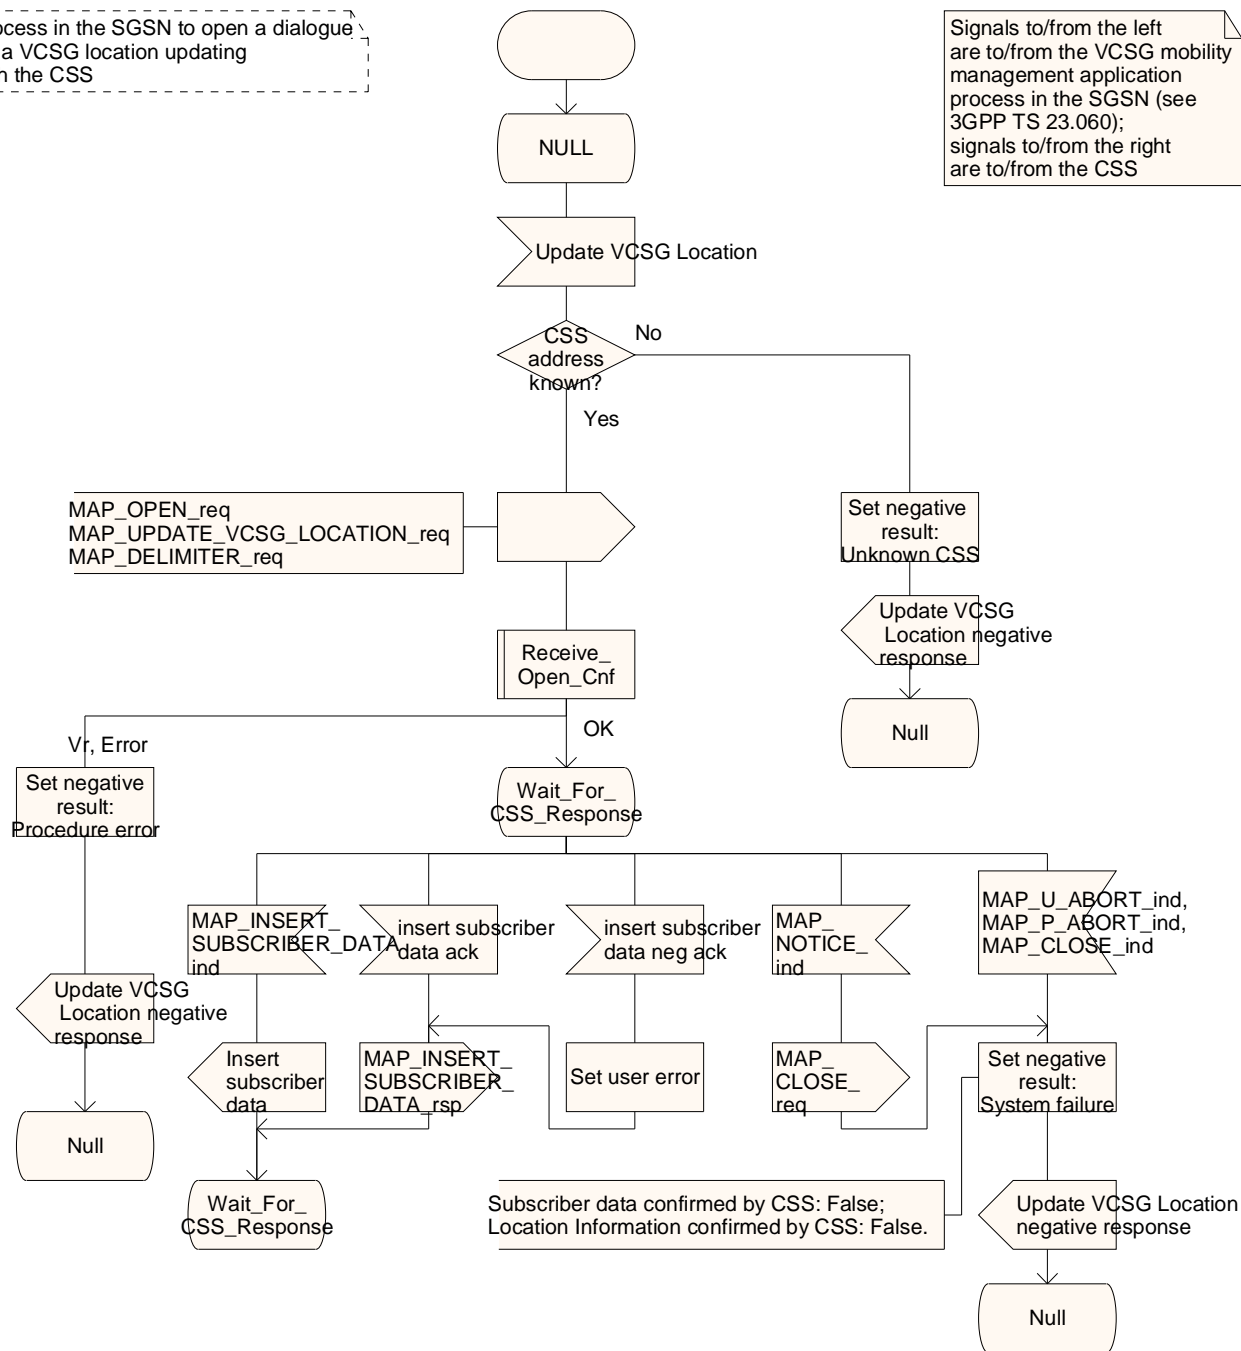 ocess in the SGSN to open a dialogue
a VCSG location updating
n the CSS
Signals to/from the left
are to/from the VCSG mobility
management application
process in the SGSN (see
3GPP TS 23.060);
signals to/from the right
are to/from the CSS
NULL
Update VCSG Location
CSS
address
known?
No
Yes
MAP_OPEN_req
MAP_UPDATE_VCSG_LOCATION_req
MAP_DELIMITER_req
Set negative
result:
Unknown CSS
Update VCSG
Location negative
response
Null
Receive_
Open_Cnf
OK
Vr, Error
Set negative
result:
Procedure error
Wait_For_
CSS_Response
MAP_INSERT_
SUBSCRIBER_DATA_
ind
insert subscriber
data ack
insert subscriber
data neg ack
MAP_
NOTICE_
ind
MAP_U_ABORT_ind,
MAP_P_ABORT_ind,
MAP_CLOSE_ind
Update VCSG
Location negative
response
Insert
subscriber
data
MAP_INSERT_
SUBSCRIBER_
DATA_rsp
Set user error
MAP_
CLOSE_
req
Set negative
result:
System failure
Null
Wait_For_
CSS_Response
Subscriber data confirmed by CSS: False;
Location Information confirmed by CSS: False.
Update VCSG Location
negative response
Null